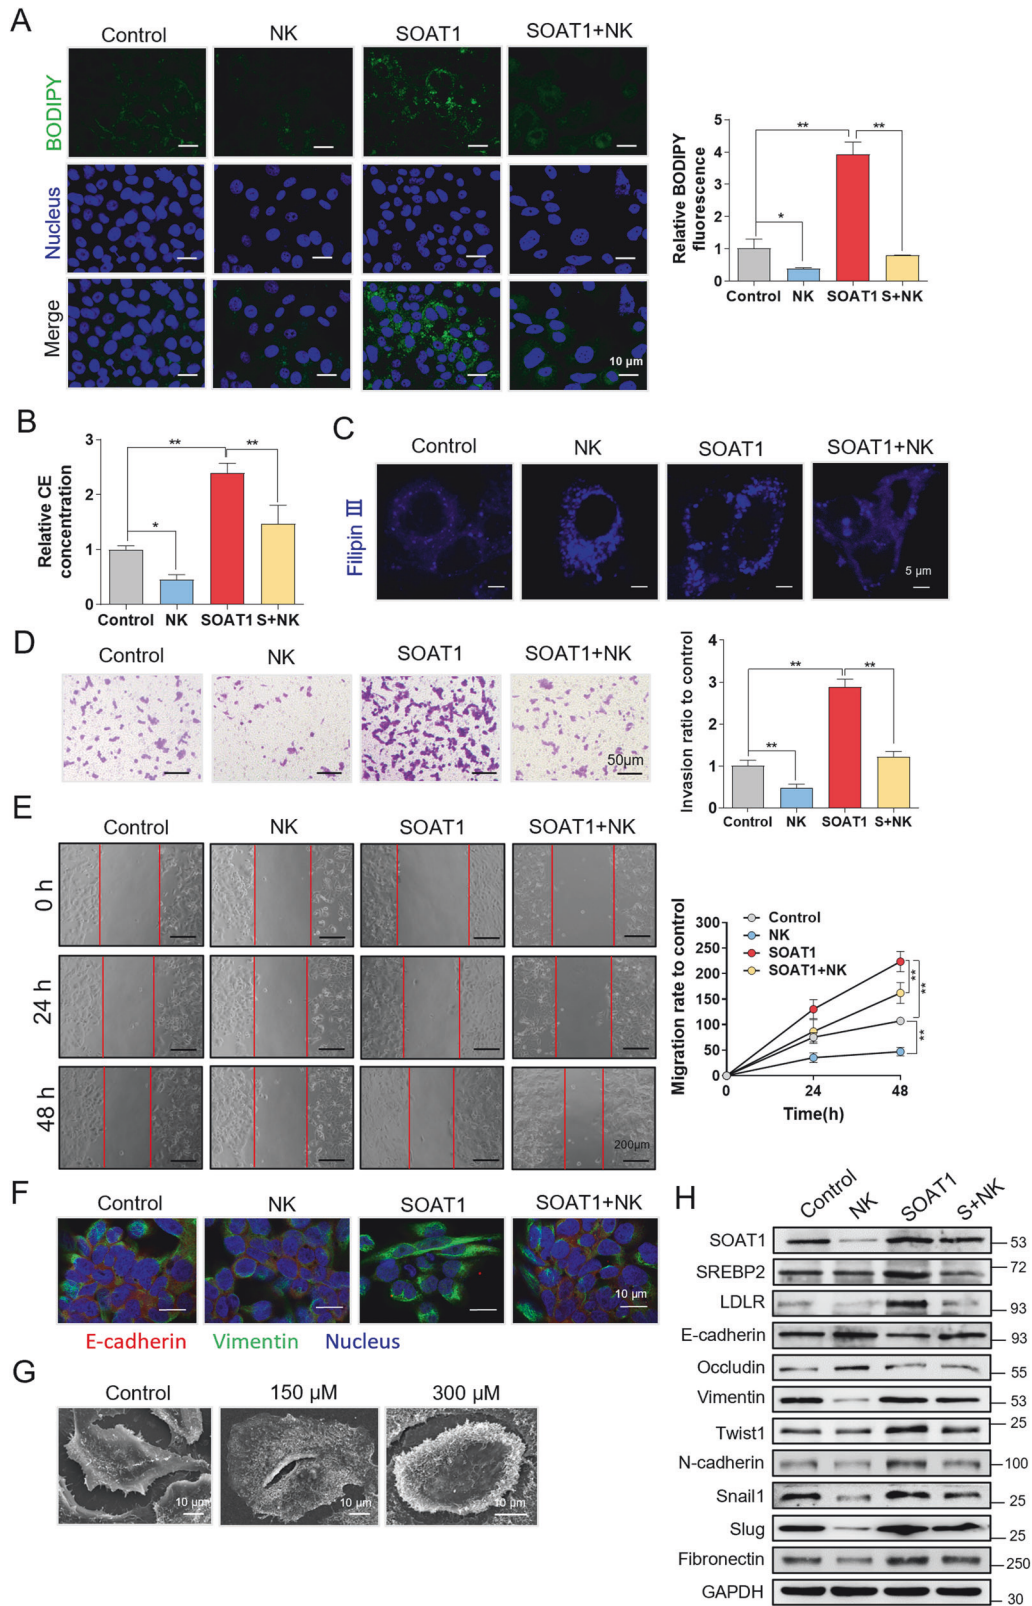 A
Control NK SOAT1 SOAT1+NK
BODIPY
Nucleus
Merge
10 µm
Relative BODIPY
fluorescence
5
4
3
2
1
0
** **
*
Control NK SOAT1 S+NK
B
Relative CE
concentration
3
2
1
0
** **
*
Control NK SOAT1 S+NK
C
Control NK SOAT1 SOAT1+NK
Filipin Ⅲ
5 µm
D
Control NK SOAT1 SOAT1+NK
50µm
Invasion ratio to control
4
3
2
1
0
** **
**
Control NK SOAT1 S+NK
E
Control NK SOAT1 SOAT1+NK
0 h
24 h
48 h
200µm
Migration rate to control
300
250
200
150
100
50
0
Control
NK
SOAT1
SOAT1+NK
** **
**
0 24 48
Time(h)
F
Control NK SOAT1 SOAT1+NK
10 µm
E-cadherin Vimentin Nucleus
G
Control 150 µM 300 µM
10 µm 10 µm 10 µm
H
Control NK SOAT1 S+NK
SOAT1 53
SREBP2 72
LDLR 93
E-cadherin 93
Occludin 55
Vimentin 53
Twist1 25
N-cadherin 100
Snail1 25
Slug 25
Fibronectin 250
GAPDH 30